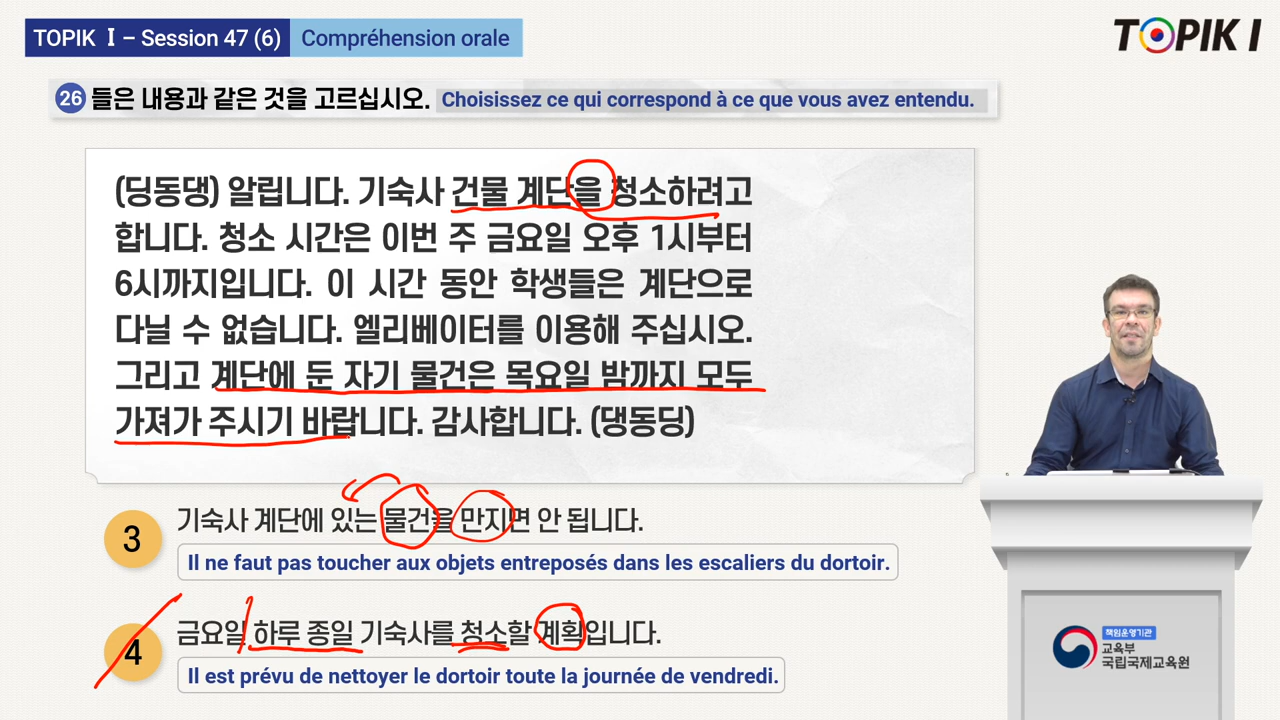 TOPIK Ⅰ – Session 47 (6) Compréhension orale
TOPIK I
26 들은 내용과 같은 것을 고르십시오. Choisissez ce qui correspond à ce que vous avez entendu.
(딩동댕) 알립니다. 기숙사 건물 계단을 청소하려고
합니다. 청소 시간은 이번 주 금요일 오후 1시부터
6시까지입니다. 이 시간 동안 학생들은 계단으로
다닐 수 없습니다. 엘리베이터를 이용해 주십시오.
그리고 계단에 둔 자기 물건은 목요일 밤까지 모두
가져가 주시기 바랍니다. 감사합니다. (댕동딩)
3 기숙사 계단에 있는 물건을 만지면 안 됩니다.
Il ne faut pas toucher aux objets entreposés dans les escaliers du dortoir.
4 금요일 하루 종일 기숙사를 청소할 계획입니다.
Il est prévu de nettoyer le dortoir toute la journée de vendredi.
책임운영기관
교육부
국립국제교육원